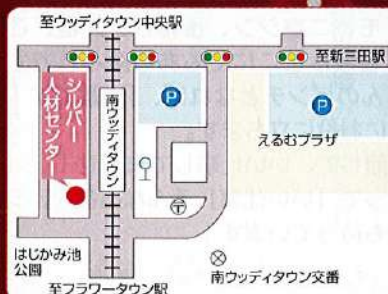 至ウッディタウン中央駅
至新三田駅
シルバー
人材センター
南ウッディタウン
P
P
えるむプラザ
〒
はじかみ池
公園
南ウッディタウン交番
至フラワータウン駅